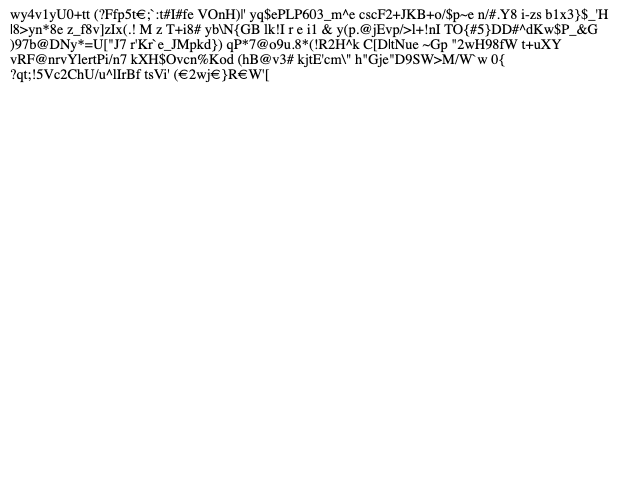 wy4v1yU0+tt (?Ffp5t€;`:t#I#fe VOnH)|' yq$ePLP603_m^e cscF2+JKB+o/$p~e n/#.Y8 i-zs b1x3}$_'H
l8>yn*8e z_f8v]zIx(.! M z T+i8# yb\N{GB lk!I r e i1 & y(p.@jEvp/>l+!nI TO{#5}DD#^dKw$P_&G
)97b@DNy*=U["J7 r'Kr`e_JMpkd}) qP*7@o9u.8*(!R2H^k C[D|tNue ~Gp "2wH98fW t+uXY
vRF@nrvYlertPi/n7 kXH$Ovcn%Kod (hB@v3# kjtE'cm\" h"Gje"D9SW>M/W`w 0{
?qt;!5Vc2ChU/u^lIrBf tsVi' (€2wj€}R€W'[